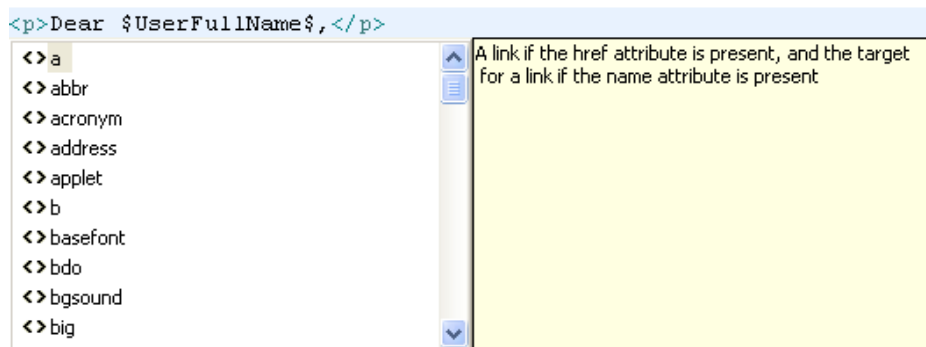 <p>Dear $UserFullName$,</p>
<> a
<> abbr
<> acronym
<> address
<> applet
<> b
<> basefont
<> bdo
<> bgsound
<> big
A link if the href attribute is present, and the target
for a link if the name attribute is present